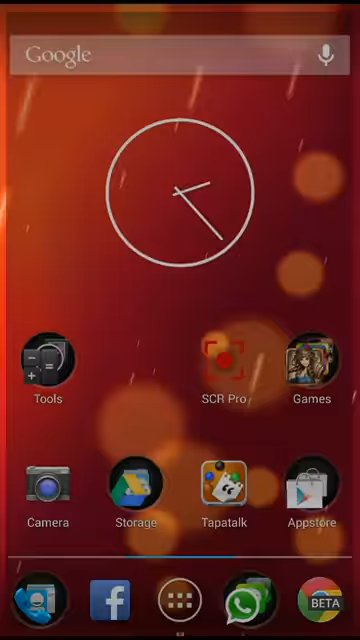 Google
Tools
SCR Pro
Games
Camera
Storage
Tapatalk
Appstore
BETA